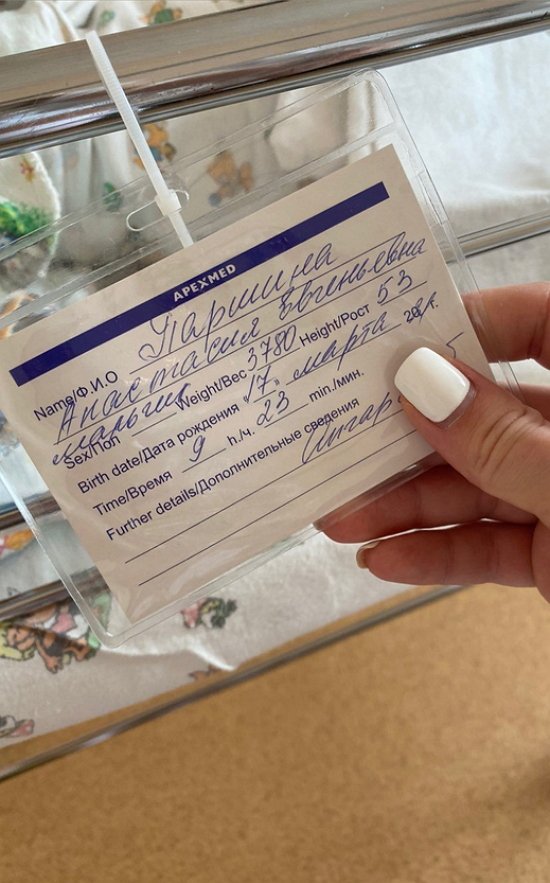 APEXMED
Name/Ф.И.О Паршина
Анастасия Евгеньевна
Sex/Пол мальчик Weight/Вес 3780 Height/Рост 53
Birth date/Дата рождения 17 марта
Time/Время 9 h./ч. 23 min./мин.
Further details/Дополнительные сведения